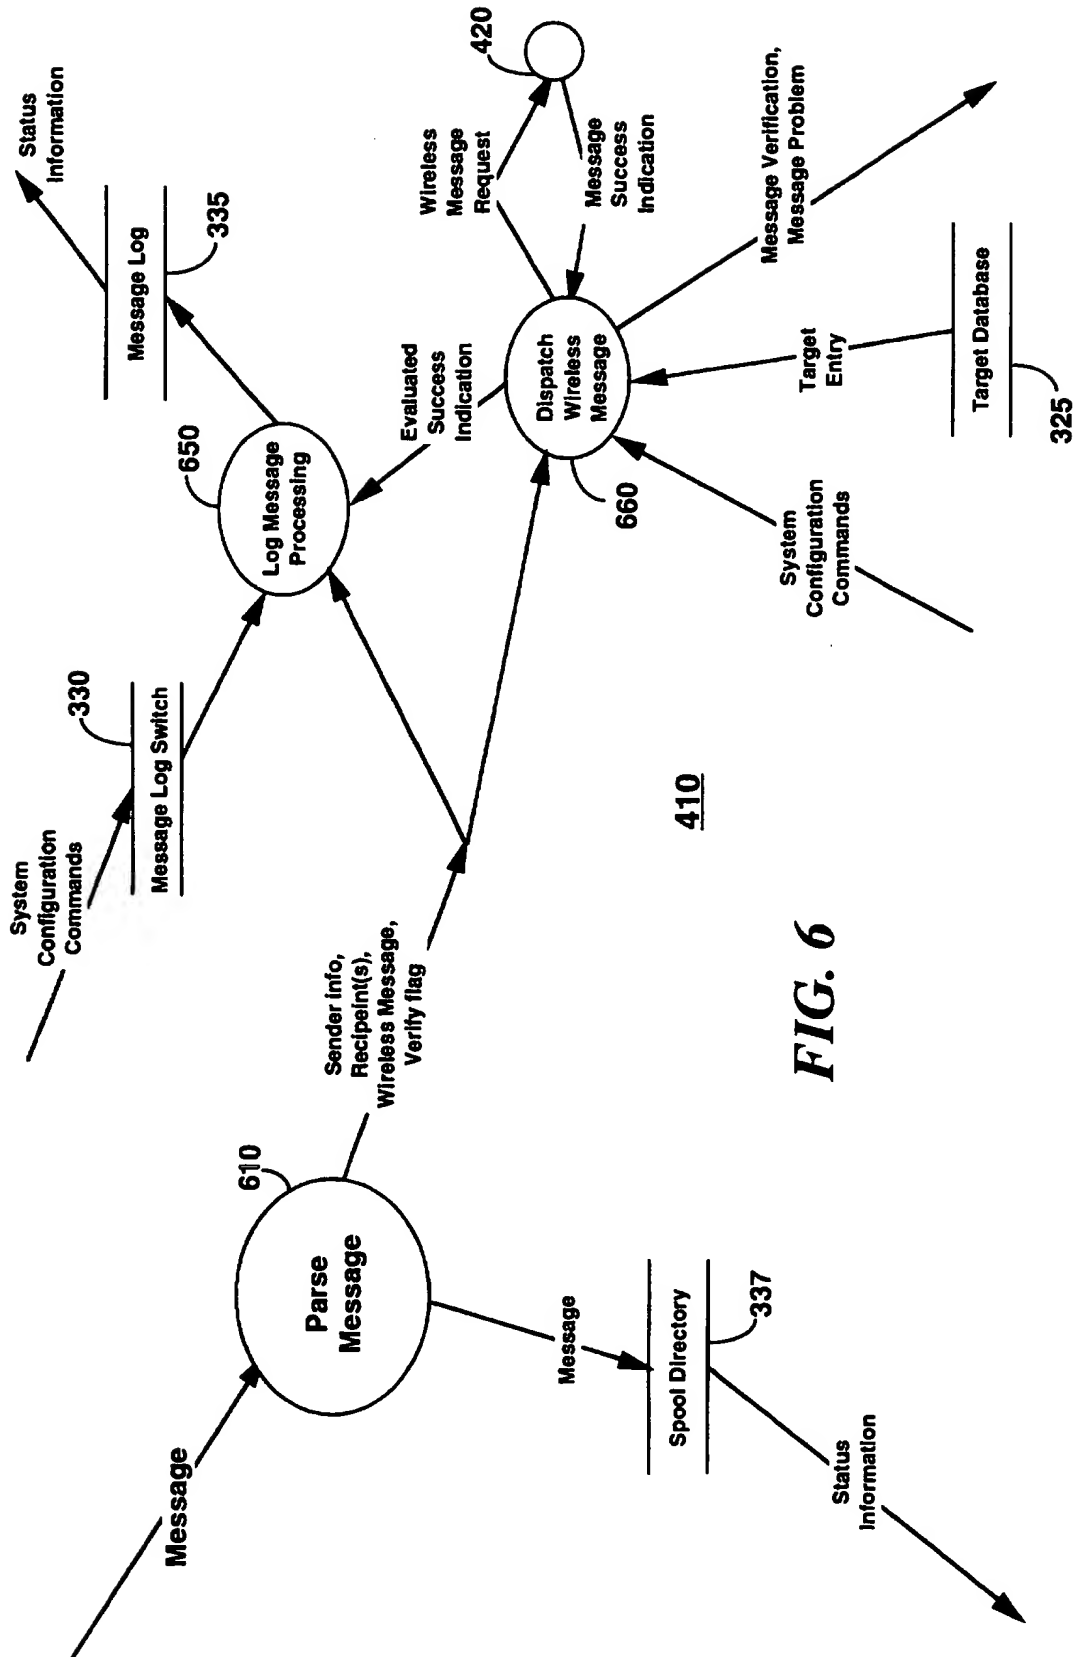 Message
Parse
Message
610
Message
Spool Directory
337
Status
Information
Sender info,
Recipeint(s),
Wireless Message,
Verify flag
System
Configuration
Commands
330
Message Log Switch
650
Log Message
Processing
Message Log
335
Status
Information
Evaluated
Success
Indication
Dispatch
Wireless
Message
660
Wireless
Message
Request
420
Message
Success
Indication
Message Verification,
Message Problem
Target
Entry
Target Database
325
System
Configuration
Commands
410
FIG. 6